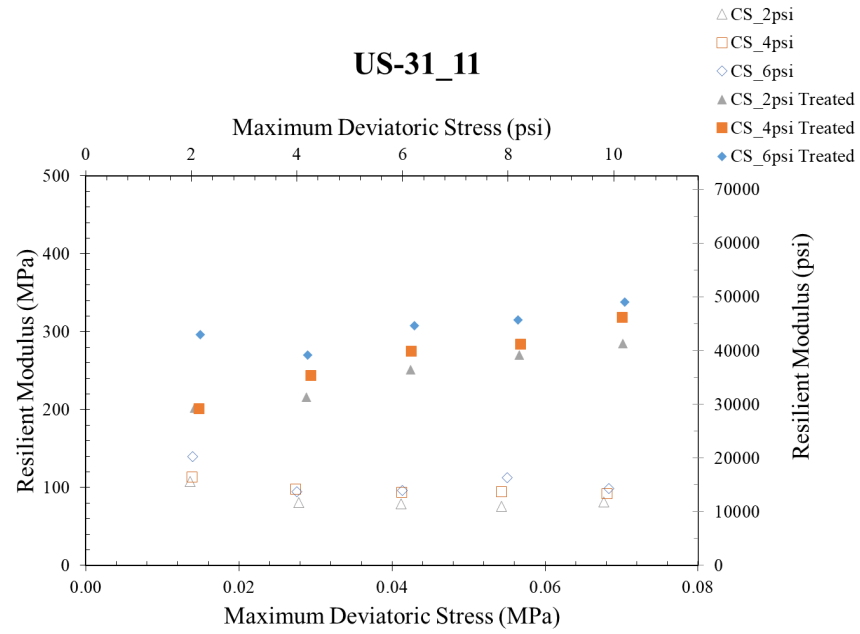 US-31_11
CS_2psi
CS_4psi
CS_6psi
CS_2psi Treated
CS_4psi Treated
CS_6psi Treated
Maximum Deviatoric Stress (psi)
0 2 4 6 8 10
500
400
300
200
100
0
Resilient Modulus (MPa)
70000
60000
50000
40000
30000
20000
10000
0
Resilient Modulus (psi)
0.00 0.02 0.04 0.06 0.08
Maximum Deviatoric Stress (MPa)